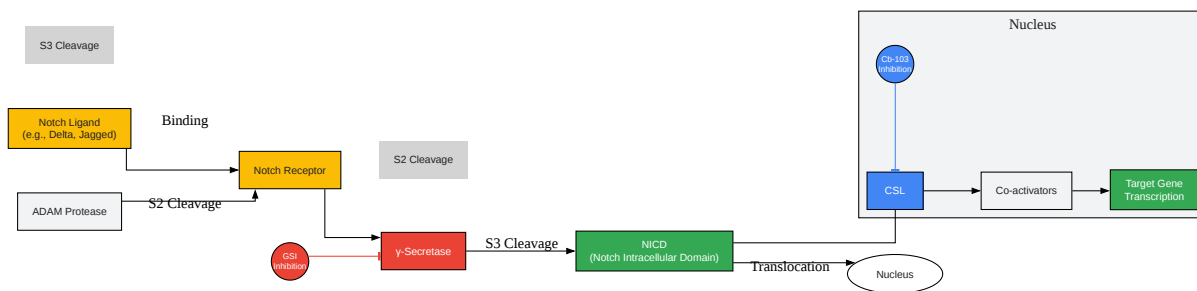 Nucleus
S3 Cleavage
Cb-103
Inhibition
Notch Ligand
(e.g., Delta, Jagged)
Binding
S2 Cleavage
Notch Receptor
ADAM Protease
S2 Cleavage
CSL
Co-activators
Target Gene
Transcription
GSI
Inhibition
γ-Secretase
S3 Cleavage
NICD
(Notch Intracellular Domain)
Translocation
Nucleus